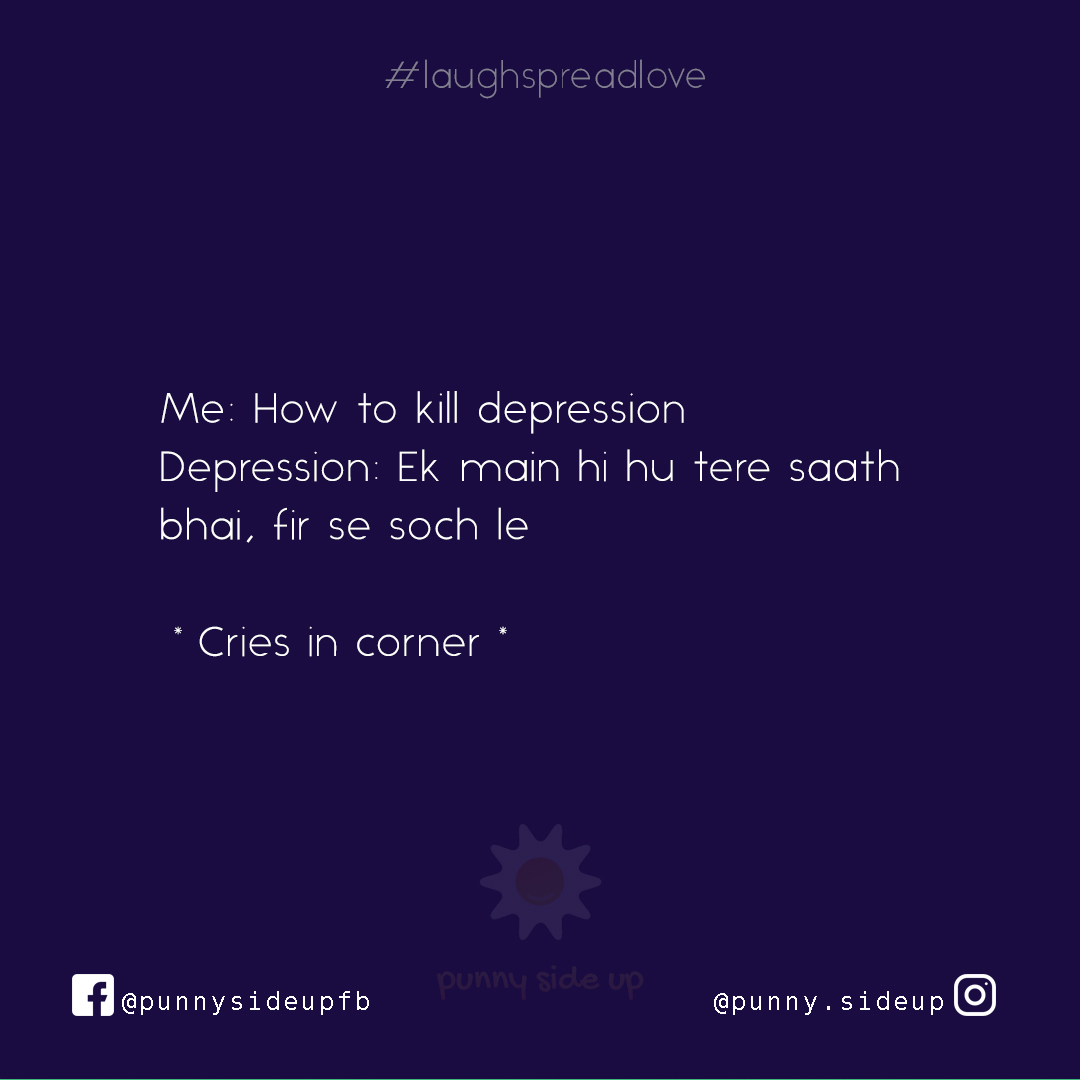 #laughspreadlove
Me: How to kill depression
Depression: Ek main hi hu tere saath
bhai, fir se soch le
* Cries in corner *
punny side up
@punnysideupfb
@punny.sideup